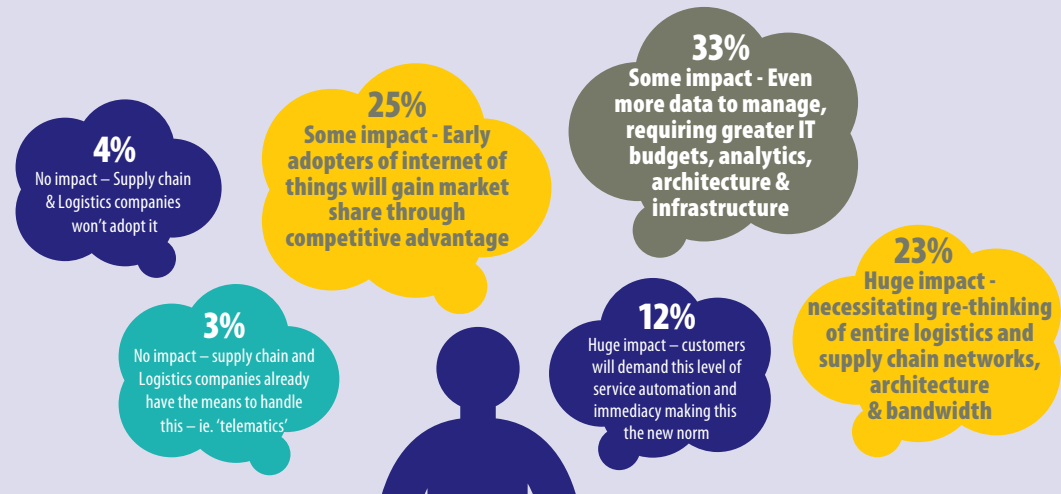 4%
No impact – Supply chain
& Logistics companies
won’t adopt it
25%
Some impact - Early
adopters of internet of
things will gain market
share through
competitive advantage
33%
Some impact - Even
more data to manage,
requiring greater IT
budgets, analytics,
architecture &
infrastructure
3%
No impact – supply chain and
Logistics companies already
have the means to handle
this – ie. ‘telematics’
12%
Huge impact – customers
will demand this level of
service automation and
immediacy making this
the new norm
23%
Huge impact -
necessitating re-thinking
of entire logistics and
supply chain networks,
architecture
& bandwidth